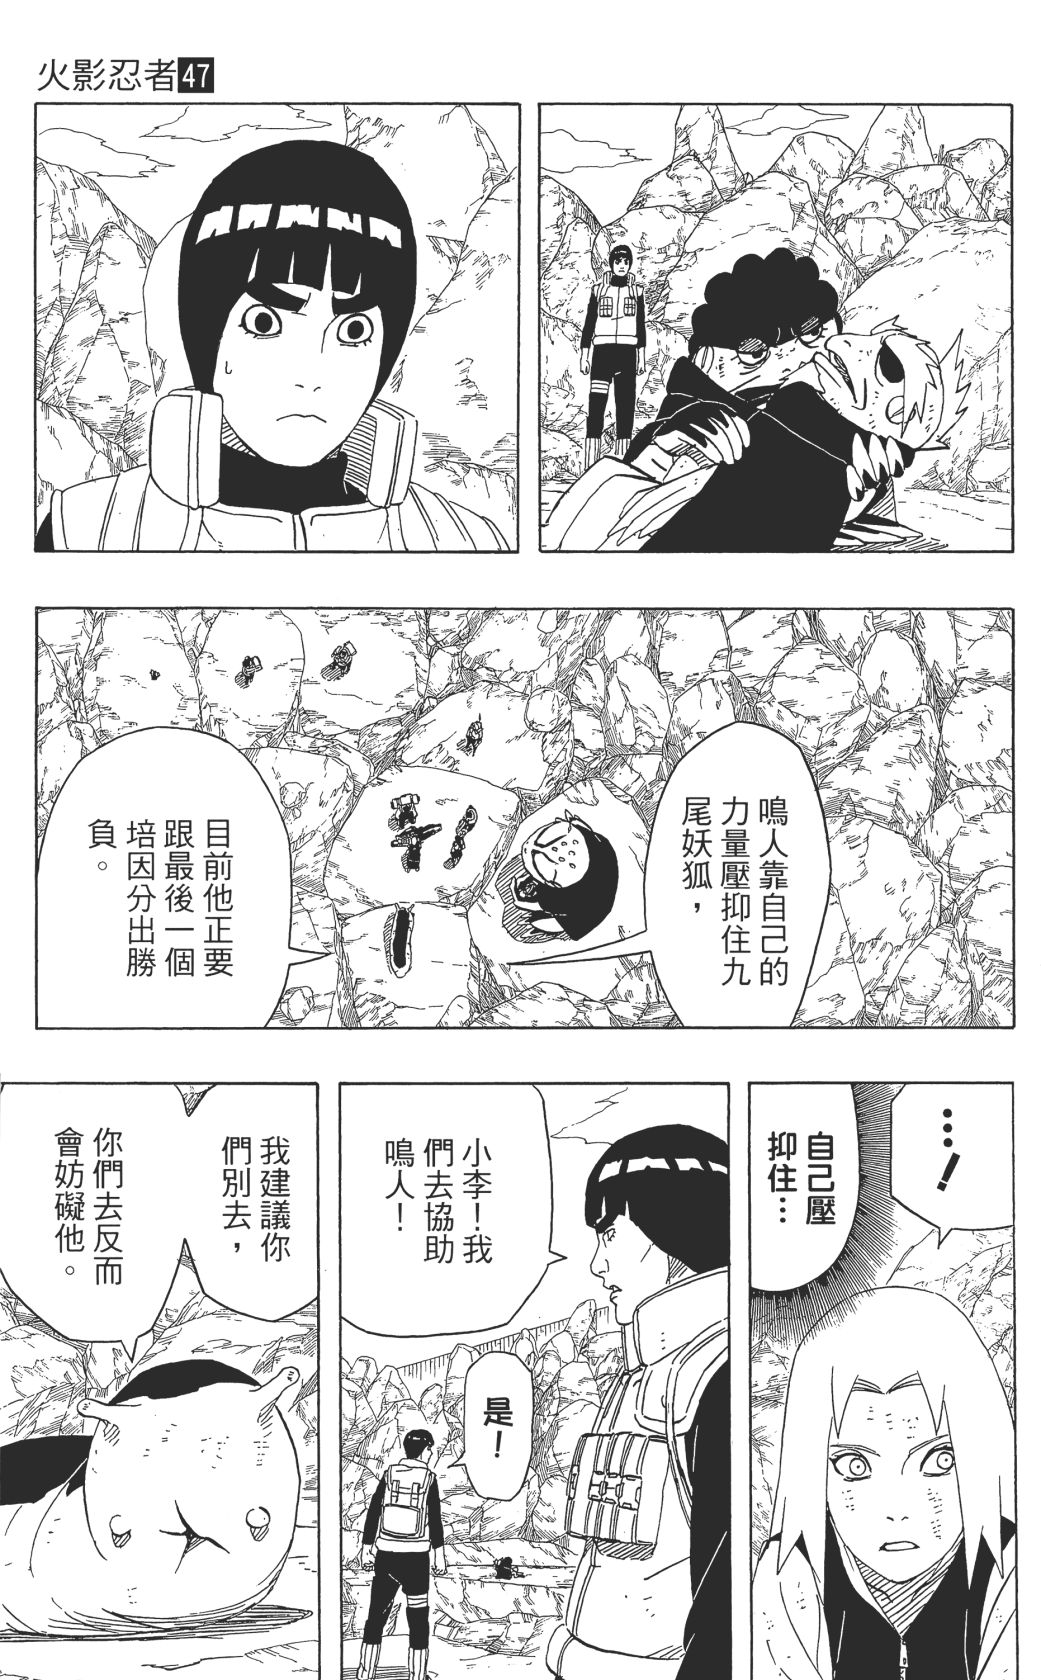 火影忍者47
鳴人靠自己的
力量壓抑住九
尾妖狐，
目前他正要
跟最後一個
培因分出勝
負。
…！
自己壓
抑住…
小李！我
們去協助
鳴人！
是！
我建議你
們別去，
你們去反而
會妨礙他。